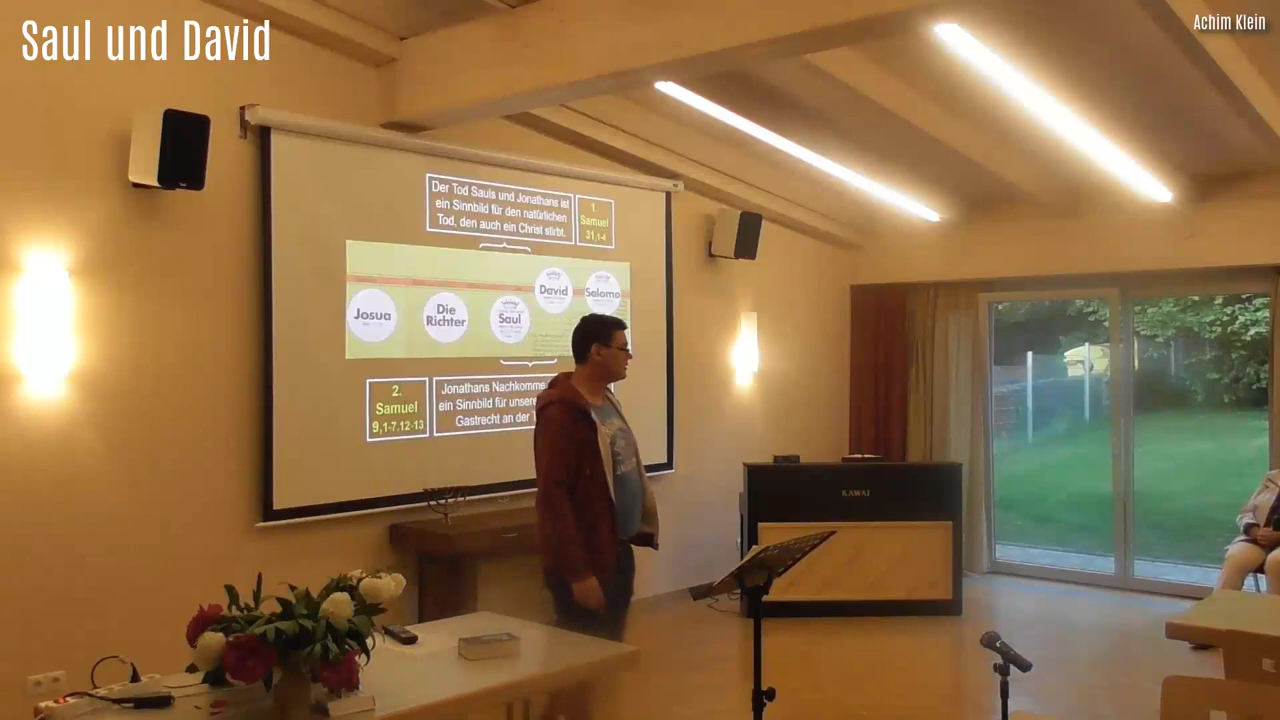 Saul und David
Achim Klein
Der Tod Sauls und Jonathans ist
ein Sinnbild für den natürlichen
Tod, den auch ein Christ stirbt.
1.
Samuel
31,1-4
Josua
Die
Richter
Saul
David
Salomo
2.
Samuel
9,1-7.12-13
Jonathans Nachkomme
ein Sinnbild für unser
Gastrecht an der
KAWAI